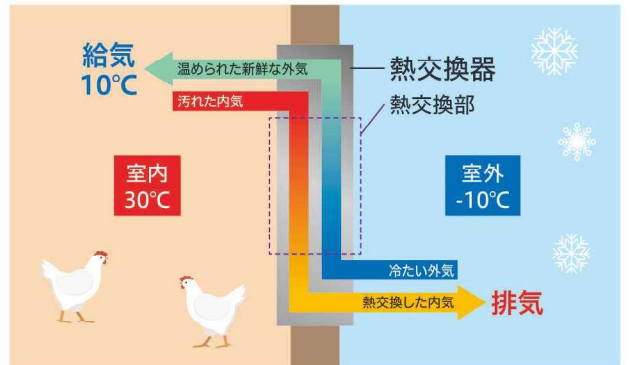 給気
10℃
温められた新鮮な外気
汚れた内気
熱交換器
熱交換部
室内
30℃
室外
-10℃
冷たい外気
熱交換した内気
排気